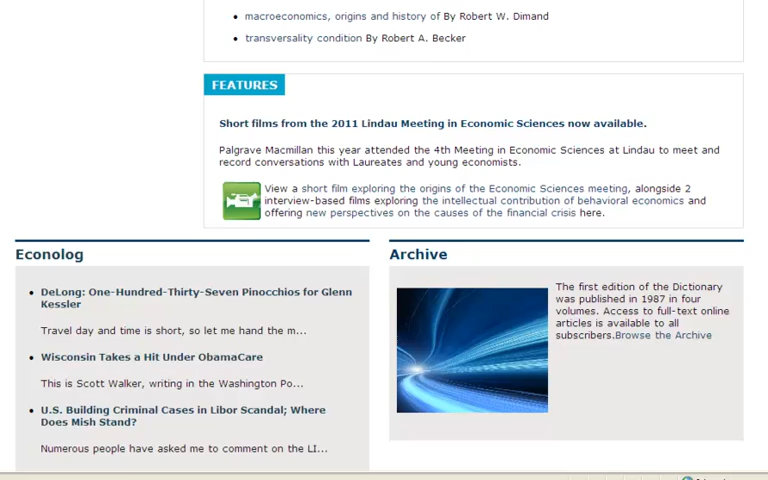 macroeconomics, origins and history of By Robert W. Dimand
transversality condition By Robert A. Becker
FEATURES
Short films from the 2011 Lindau Meeting in Economic Sciences now available.
Palgrave Macmillan this year attended the 4th Meeting in Economic Sciences at Lindau to meet and
record conversations with Laureates and young economists.
View a short film exploring the origins of the Economic Sciences meeting, alongside 2
interview-based films exploring the intellectual contribution of behavioral economics and
offering new perspectives on the causes of the financial crisis here.
Econolog
DeLong: One-Hundred-Thirty-Seven Pinocchios for Glenn
Kessler
Travel day and time is short, so let me hand the m...
Wisconsin Takes a Hit Under ObamaCare
This is Scott Walker, writing in the Washington Po...
U.S. Building Criminal Cases in Libor Scandal; Where
Does Mish Stand?
Numerous people have asked me to comment on the LI...
Archive
The first edition of the Dictionary
was published in 1987 in four
volumes. Access to full-text online
articles is available to all
subscribers.Browse the Archive